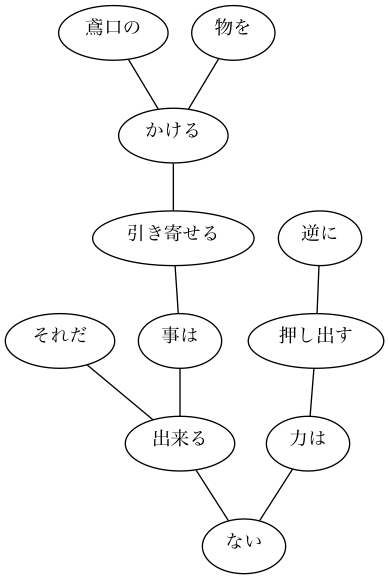 鳶口の 物を
かける
引き寄せる 逆に
それだ 事は 押し出す
出来る 力は
ない